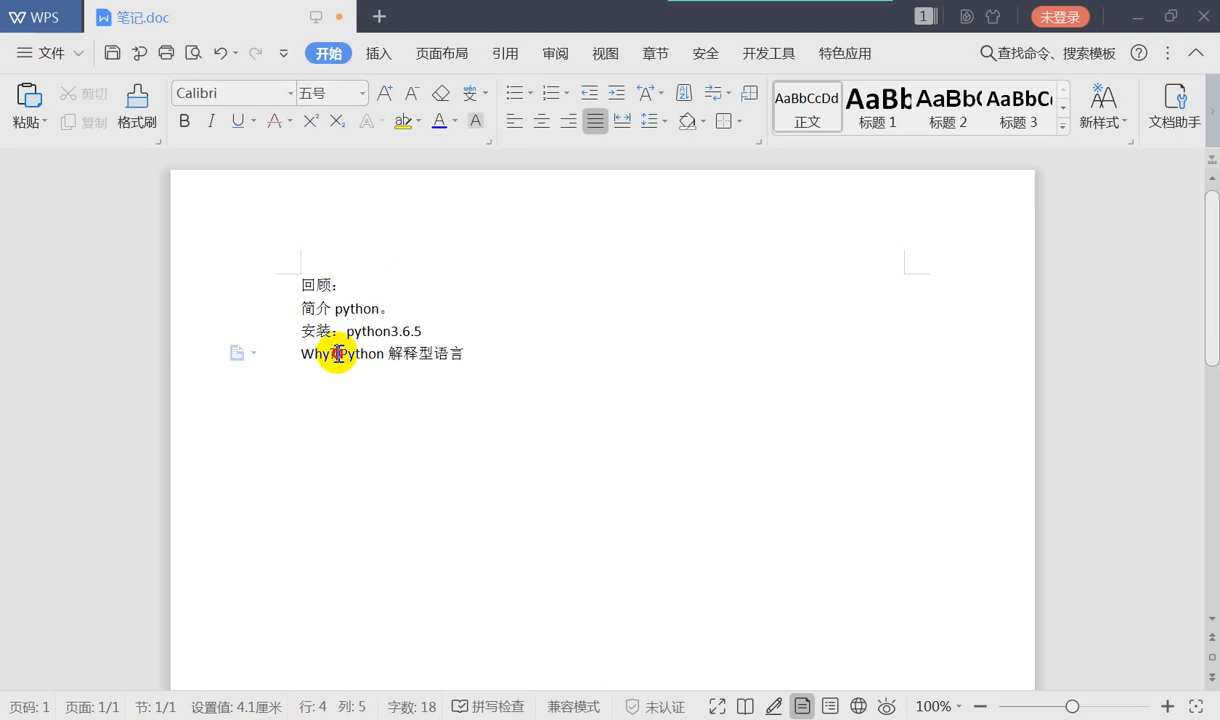 WPS
笔记.doc
1
未登录
文件
开始
插入
页面布局
引用
审阅
视图
章节
安全
开发工具
特色应用
查找命令、搜索模板
粘贴
剪切
复制
格式刷
Calibri
五号
AaBbCcDd
正文
AaBb
标题 1
AaBb(
标题 2
AaBbC(
标题 3
新样式
文档助手
回顾：
简介 python。
安装：python3.6.5
Why? Python 解释型语言
页码: 1
页面: 1/1
节: 1/1
设置值: 4.1厘米
行: 4
列: 5
字数: 18
拼写检查
兼容模式
未认证
100%